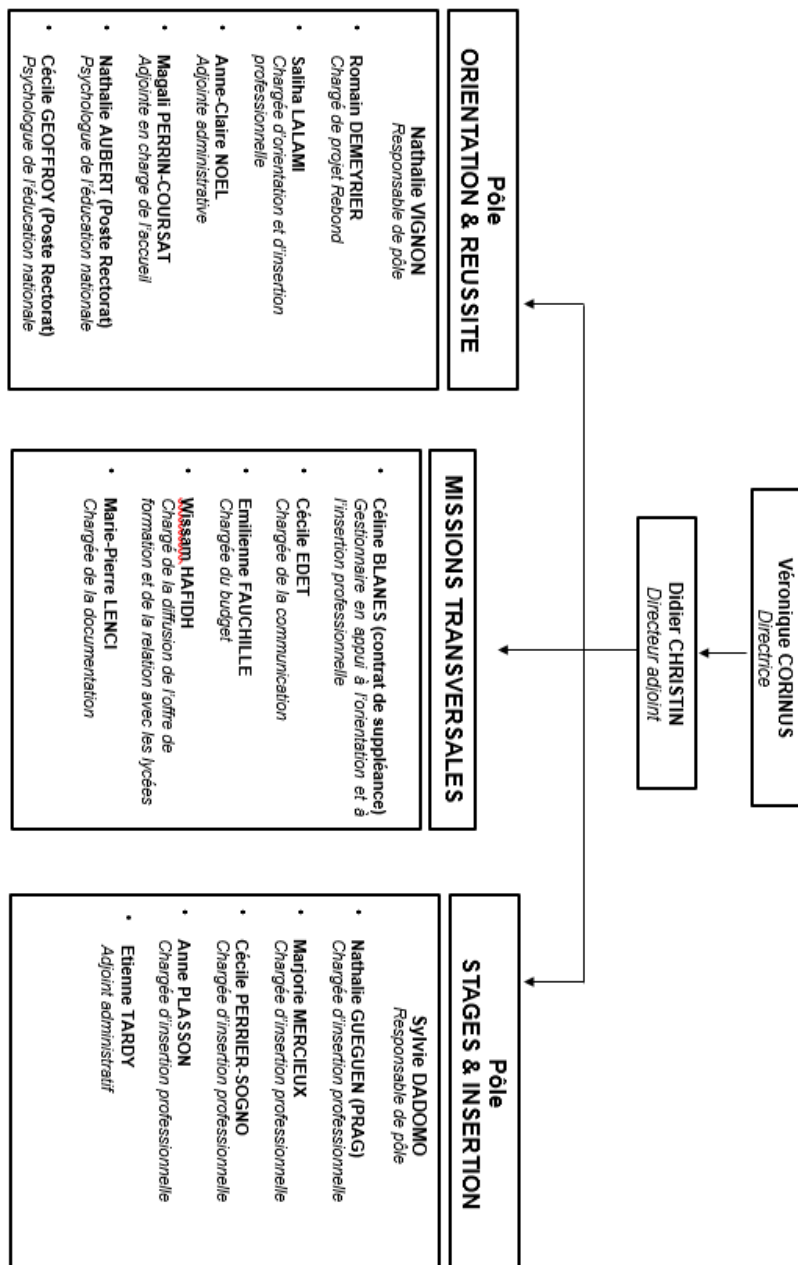 Véronique CORINUS
Directrice
Didier CHRISTIN
Directeur adjoint
Pôle
ORIENTATION & REUSSITE
Nathalie VIGNON
Responsable de pôle
• Romain DEMEYRIER
Chargé de projet Rebond
• Saliha LALAMI
Chargée d'orientation et d'insertion
professionnelle
• Anne-Claire NOEL
Adjointe administrative
• Magali PERRIN-COURSAT
Adjointe en charge de l'accueil
• Nathalie AUBERT (Poste Rectorat)
Psychologue de l'éducation nationale
• Cécile GEOFFROY (Poste Rectorat)
Psychologue de l'éducation nationale
MISSIONS TRANSVERSALES
• Céline BLANES (contrat de suppléance)
Gestionnaire en appui à l'orientation et à
l'insertion professionnelle
• Cécile EDET
Chargée de la communication
• Emilienne FAUCHILLE
Chargée du budget
• Wissam HAFIDH
Chargé de la diffusion de l'offre de
formation et de la relation avec les lycées
• Marie-Pierre LENCI
Chargée de la documentation
Pôle
STAGES & INSERTION
Sylvie DADOMO
Responsable de pôle
• Nathalie GUEGUEN (PRAG)
Chargée d'insertion professionnelle
• Marjorie MERCIEUX
Chargée d'insertion professionnelle
• Cécile PERRIER-SOGNO
Chargée d'insertion professionnelle
• Anne PLASSON
Chargée d'insertion professionnelle
• Etienne TARDY
Adjoint administratif